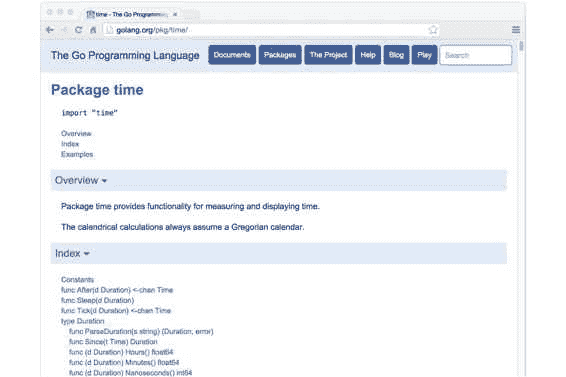 time - The Go Programming
golang.org/pkg/time/
The Go Programming Language
Documents
Packages
The Project
Help
Blog
Play
Search
Package time
import "time"
Overview
Index
Examples
Overview
Package time provides functionality for measuring and displaying time.
The calendrical calculations always assume a Gregorian calendar.
Index
Constants
func After(d Duration) <-chan Time
func Sleep(d Duration)
func Tick(d Duration) <-chan Time
type Duration
func ParseDuration(s string) (Duration, error)
func Since(t Time) Duration
func (d Duration) Hours() float64
func (d Duration) Minutes() float64
func (d Duration) Nanoseconds() int64